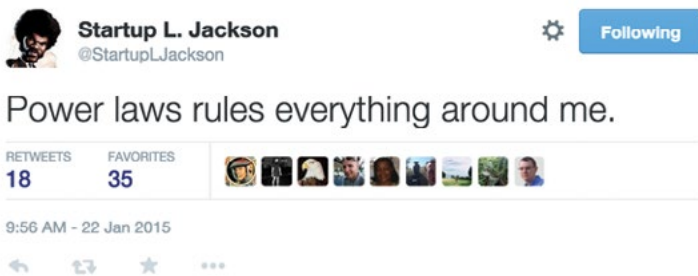 Startup L. Jackson
@StartupLJackson
Following
Power laws rules everything around me.
RETWEETS FAVORITES
18 35
9:56 AM - 22 Jan 2015